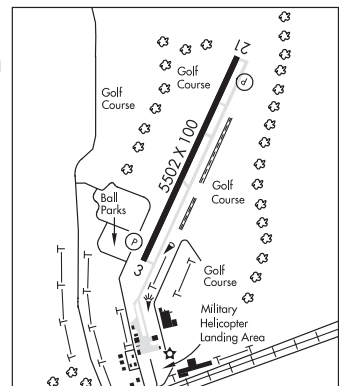 21
P
Golf
Course
Golf
Course
5502 X 100
Golf
Course
Ball
Parks
P
3
Golf
Course
Military
Helicopter
Landing Area